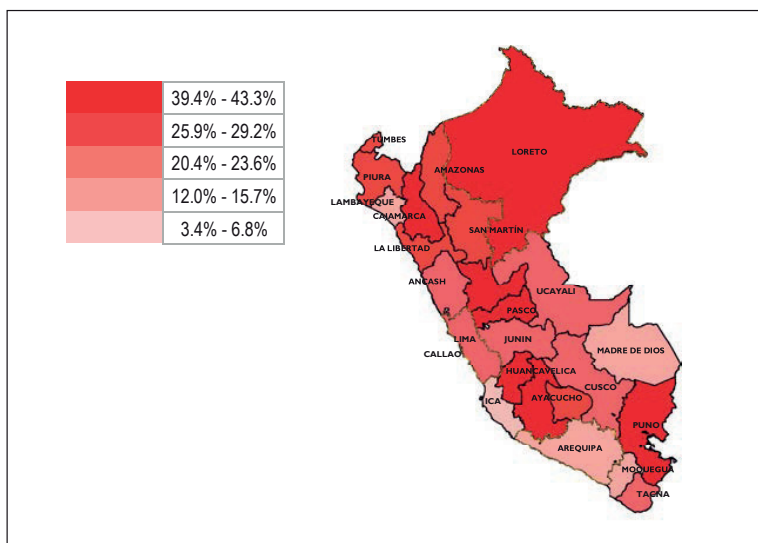 39.4% - 43.3%
25.9% - 29.2%
20.4% - 23.6%
12.0% - 15.7%
3.4% - 6.8%
TUMBES
LORETO
AMAZONAS
PIURA
LAMBAYEQUE
CAJAMARCA
SAN MARTÍN
LA LIBERTAD
ANCASH
UCAYALI
PASCO
LIMA
JUNIN
CALLAO
MADRE DE DIOS
HUANCAVELICA
CUSCO
ICA
AYACUCHO
PUNO
AREQUIPA
MOQUEGUA
TACNA